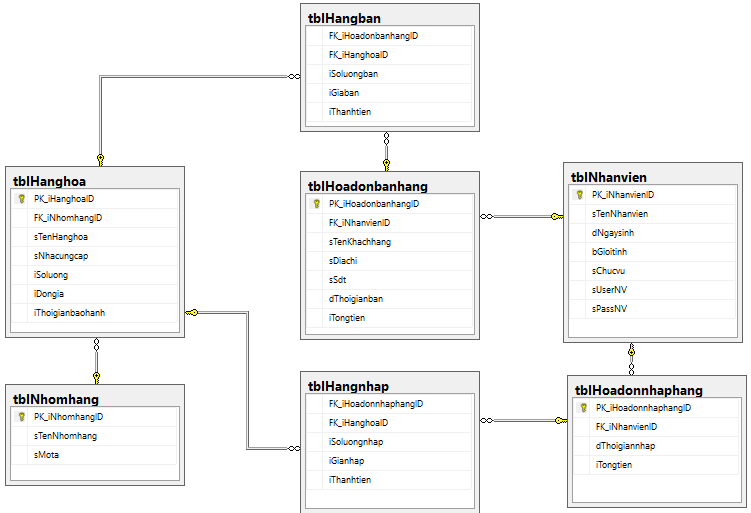 tblHangban
FK_iHoadonbanhangID
FK_iHanghoaID
iSoluongban
iGiaban
iThanhtien
tblHanghoa
PK_iHanghoaID
FK_iNhomhangID
sTenHanghoa
sNhacungcap
iSoluong
iDongia
iThoigianbaohanh
tblHoadonbanhang
PK_iHoadonbanhangID
FK_iNhanvienID
sTenKhachhang
sDiachi
sSdt
dThoigianban
iTongtien
tblNhanvien
PK_iNhanvienID
sTenNhanvien
dNgaysinh
bGioitinh
sChucvu
sUserNV
sPassNV
tblNhomhang
PK_iNhomhangID
sTenNhomhang
sMota
tblHangnhap
FK_iHoadonnhaphangID
FK_iHanghoaID
iSoluongnhap
iGianhap
iThanhtien
tblHoadonnhaphang
PK_iHoadonnhaphangID
FK_iNhanvienID
dThoigiannhap
iTongtien